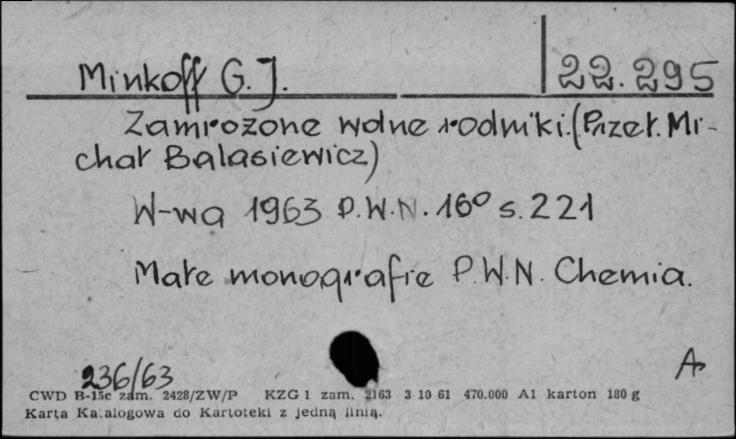 Minkoff G. J. 22.295
Zamrożone wolne rodniki. (Przeł. Mi-
chał Balasiewicz)
W-wa 1963 P.W.N. 16° s. 221
Małe monografie P.W.N. Chemia.
236/63 A
CWD B-15c zam. 2428/ZW/P KZG 1 zam. 2163 3 10 61 470.000 A1 karton 180 g
Karta Katalogowa do Kartoteki z jedną linią.